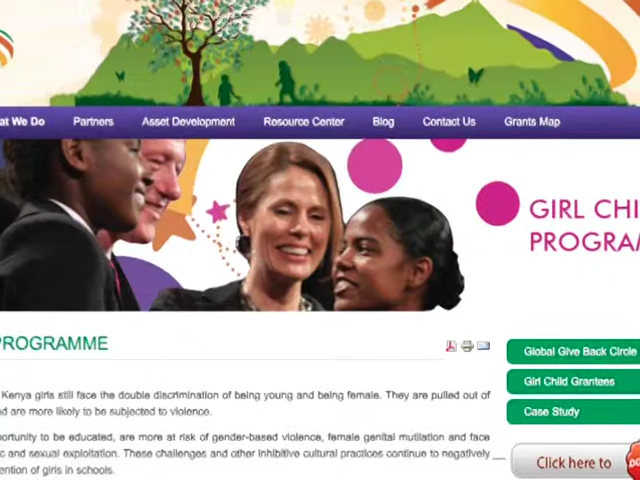 at We Do Partners Asset Development Resource Center Blog Contact Us Grants Map
GIRL CHI
PROGRAM
PROGRAMME
Global Give Back Circle
Girl Child Grantees
Case Study
Kenya girls still face the double discrimination of being young and being female. They are pulled out of
d are more likely to be subjected to violence.
ortunity to be educated, are more at risk of gender-based violence, female genital mutilation and face
c and sexual exploitation. These challenges and other inhibitive cultural practices continue to negatively
ention of girls in schools.
Click here to